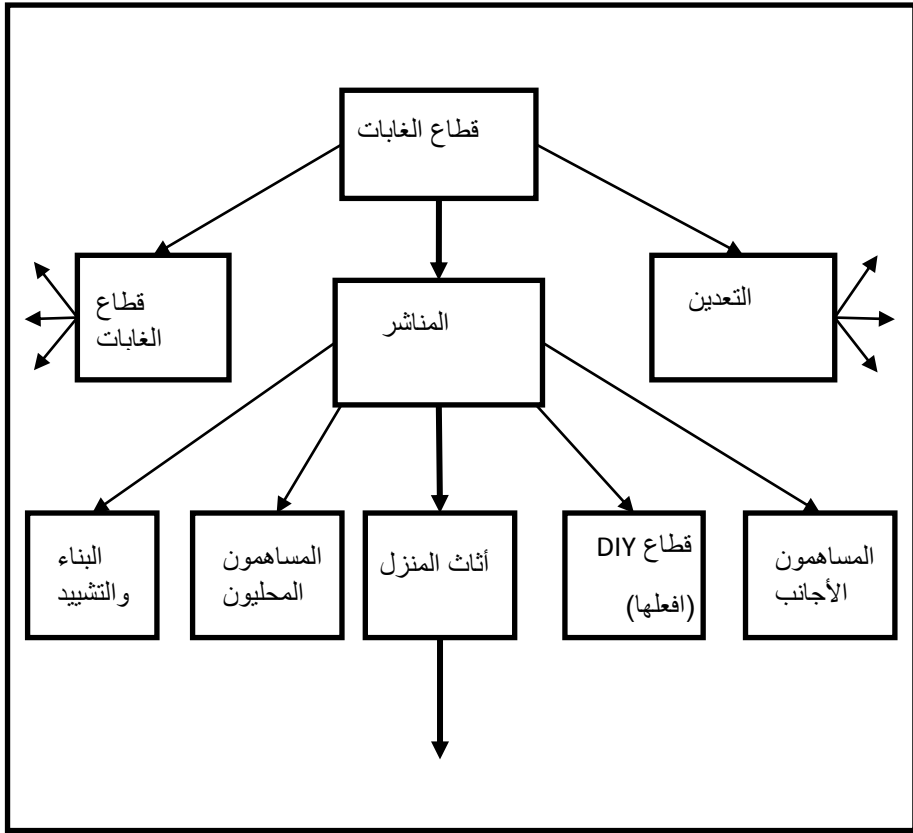 قطاع الغابات
التعدين
المناشر
قطاع
الغابات
المساهمون
الأجانب
قطاع DIY
(افعلها)
أثاث المنزل
المساهمون
المحليون
البناء
والتشييد